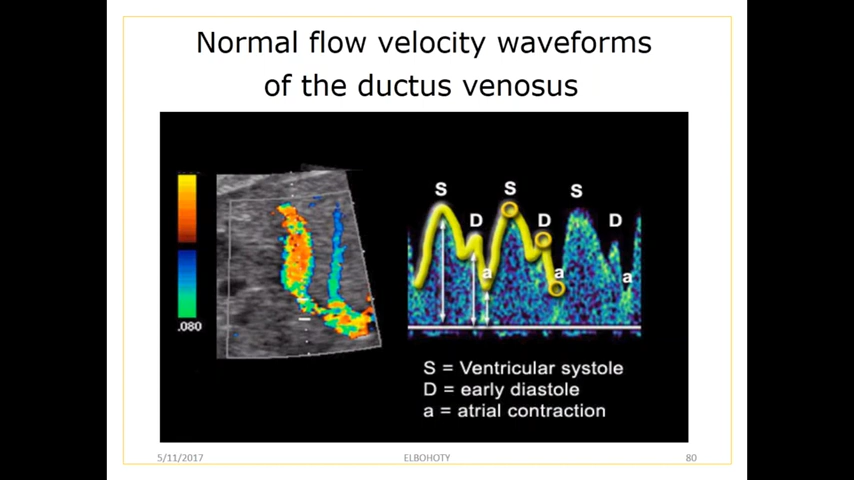 Normal flow velocity waveforms
of the ductus venosus
S
S
S
D
D
D
a
a
a
.080
S = Ventricular systole
D = early diastole
a = atrial contraction
5/11/2017
ELBOHOTY
80